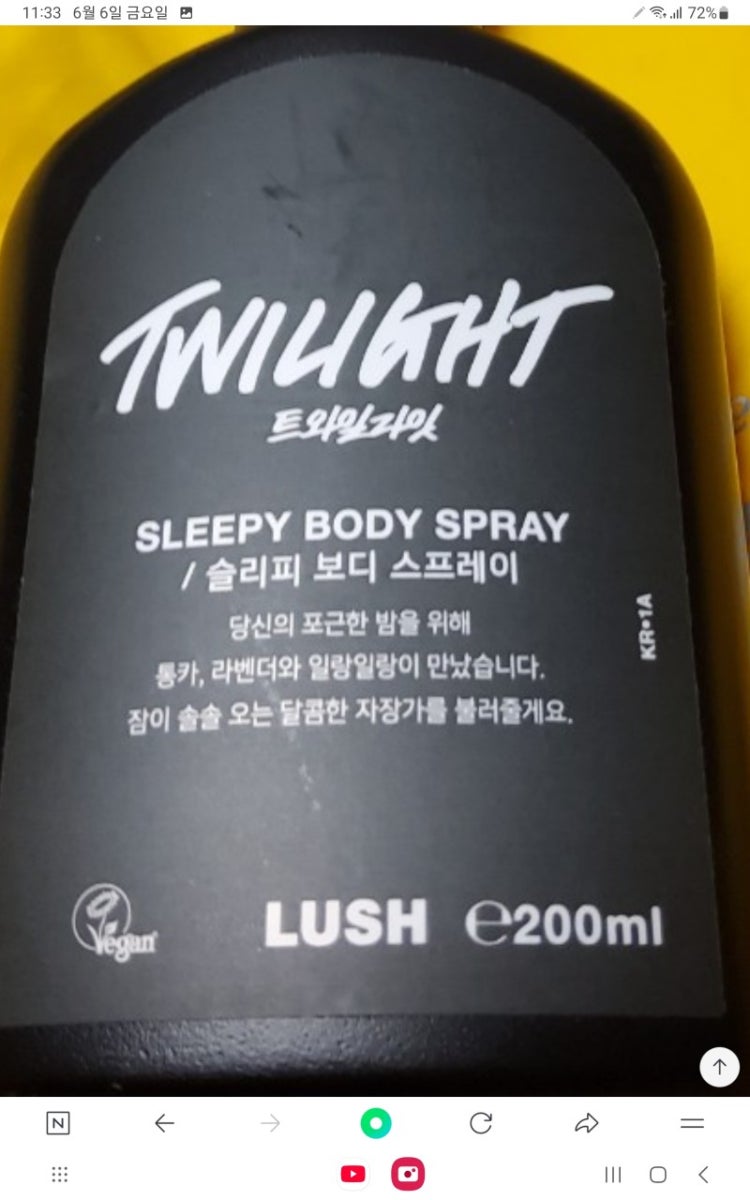 11:33 6월 6일 금요일
72%
TWILIGHT
트와일라잇
SLEEPY BODY SPRAY
/ 슬리피 보디 스프레이
당신의 포근한 밤을 위해
통카, 라벤더와 일랑일랑이 만났습니다.
잠이 솔솔 오는 달콤한 자장가를 불러줄게요.
KR•1A
Vegan
LUSH ℮200ml
N